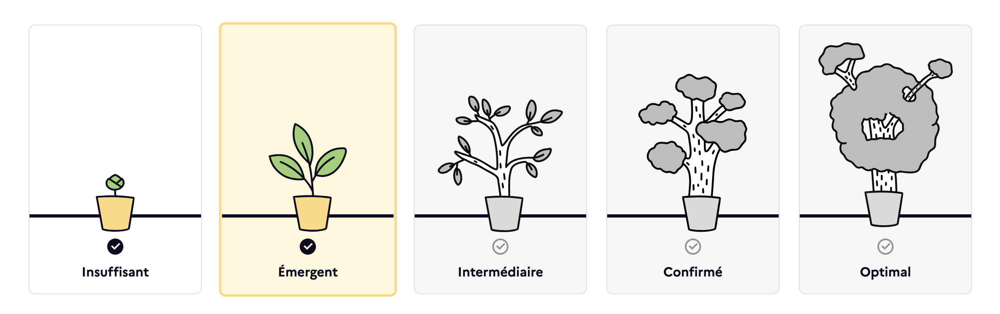 Insuffisant
Émergent
Intermédiaire
Confirmé
Optimal